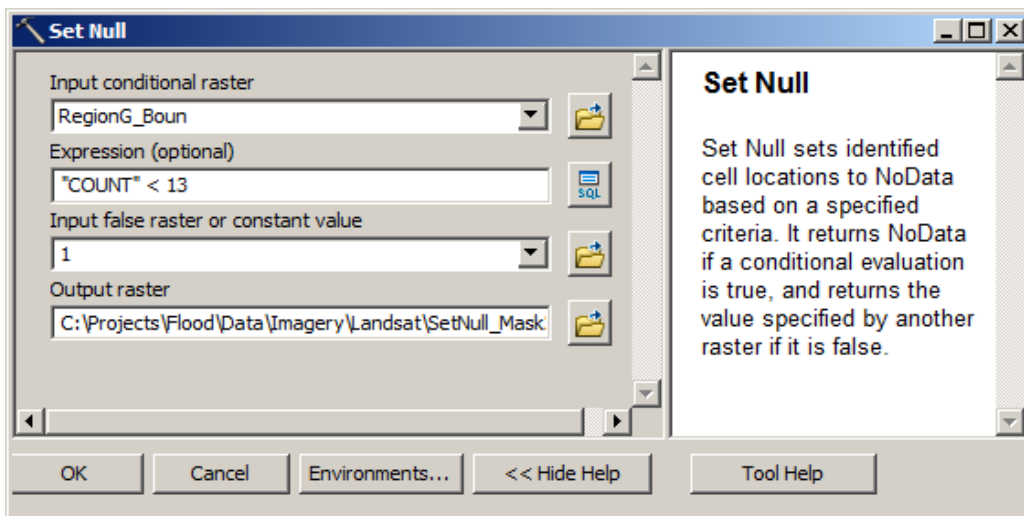 Set Null
Input conditional raster
RegionG_Boun
Expression (optional)
"COUNT" < 13
SQL
Input false raster or constant value
1
Output raster
C:\Projects\Flood\Data\Imagery\Landsat\SetNull_Mask
Set Null
Set Null sets identified
cell locations to NoData
based on a specified
criteria. It returns NoData
if a conditional evaluation
is true, and returns the
value specified by another
raster if it is false.
OK
Cancel
Environments...
<< Hide Help
Tool Help